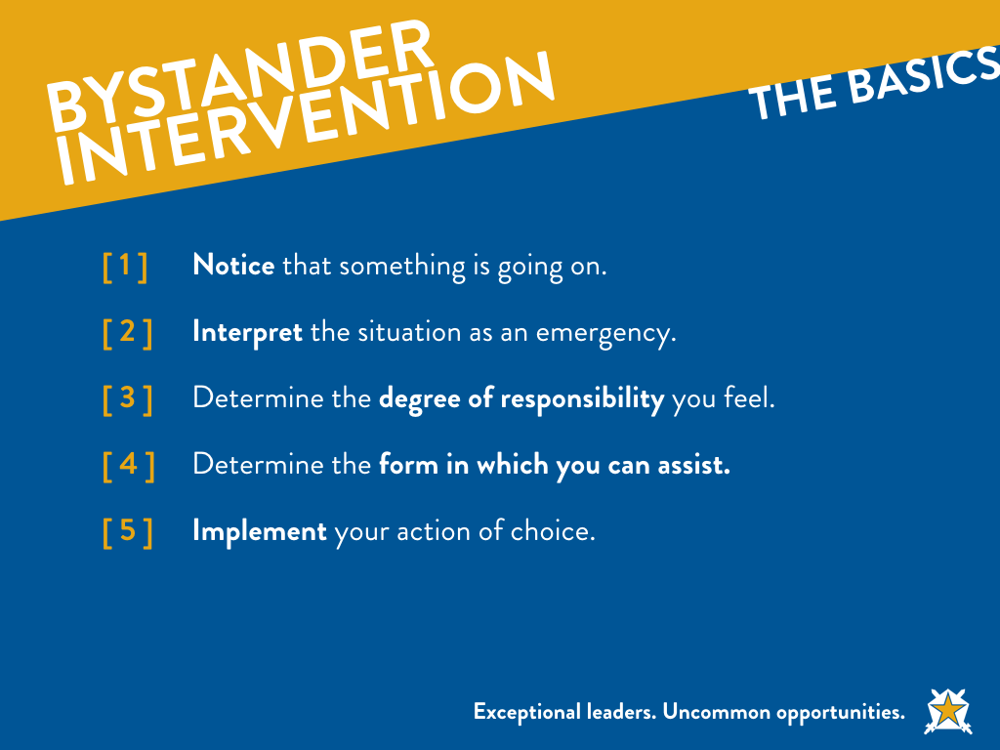 BYSTANDER
INTERVENTION
THE BASICS
[ 1 ] Notice that something is going on.
[ 2 ] Interpret the situation as an emergency.
[ 3 ] Determine the degree of responsibility you feel.
[ 4 ] Determine the form in which you can assist.
[ 5 ] Implement your action of choice.
Exceptional leaders. Uncommon opportunities.